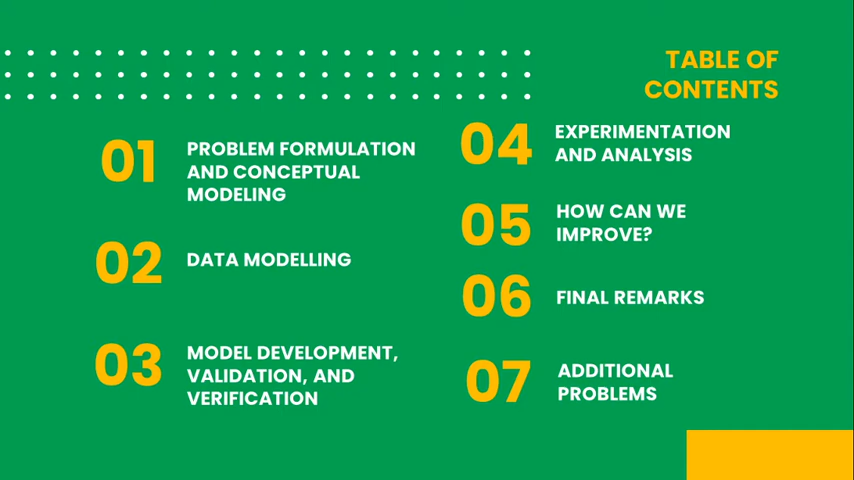 TABLE OF
CONTENTS
01
PROBLEM FORMULATION
AND CONCEPTUAL
MODELING
02
DATA MODELLING
03
MODEL DEVELOPMENT,
VALIDATION, AND
VERIFICATION
04
EXPERIMENTATION
AND ANALYSIS
05
HOW CAN WE
IMPROVE?
06
FINAL REMARKS
07
ADDITIONAL
PROBLEMS